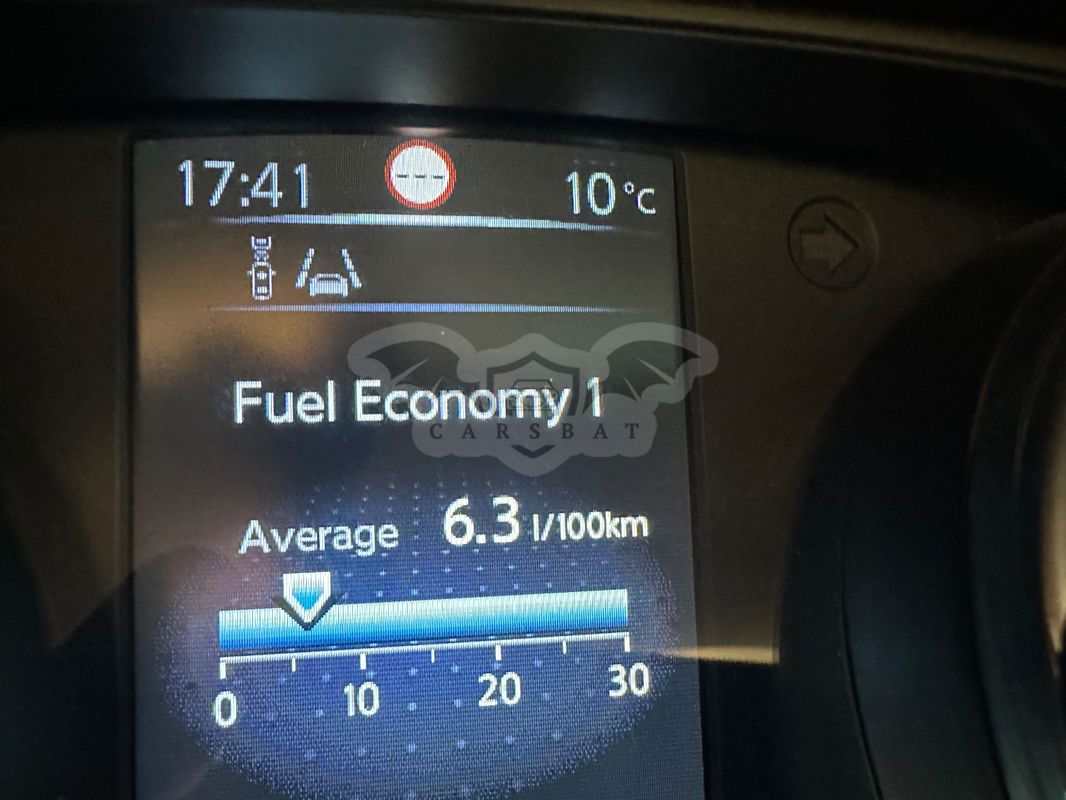 17:41 --- 10°C
Fuel Economy 1
CARSBAT
Average 6.3 l/100km
0 10 20 30